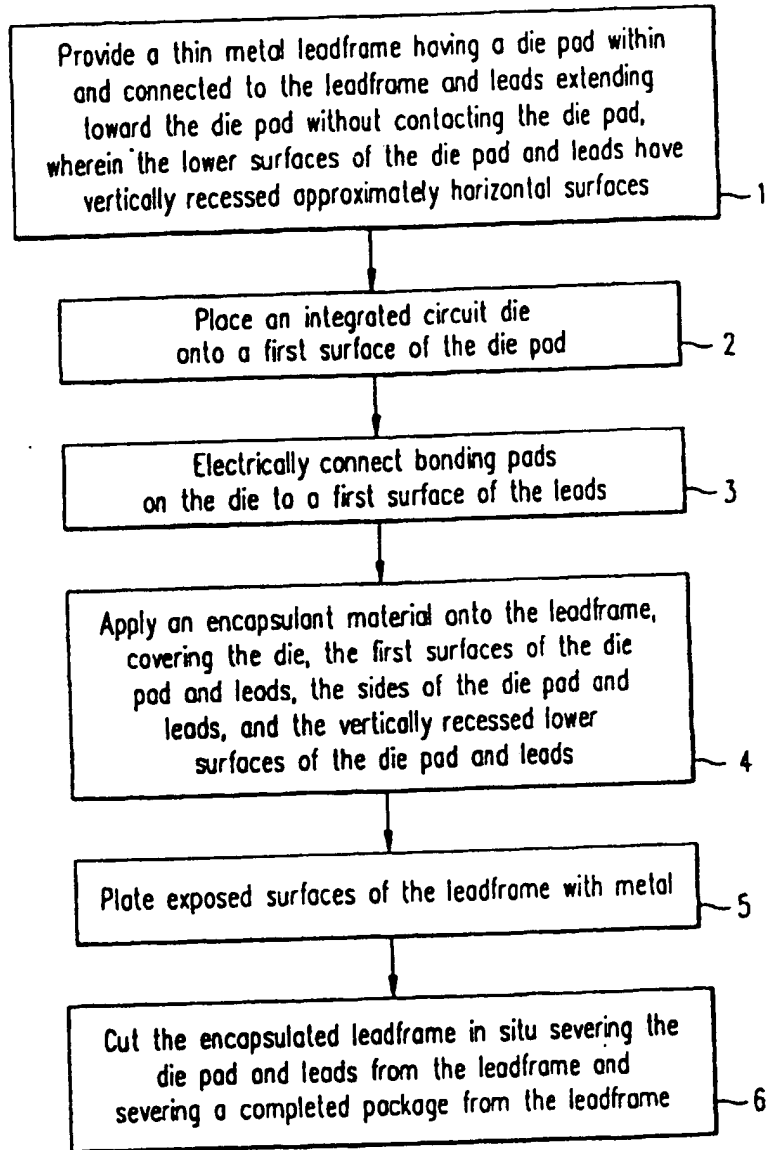 Provide a thin metal leadframe having a die pad within
and connected to the leadframe and leads extending
toward the die pad without contacting the die pad,
wherein the lower surfaces of the die pad and leads have
vertically recessed approximately horizontal surfaces
1
Place an integrated circuit die
onto a first surface of the die pad
2
Electrically connect bonding pads
on the die to a first surface of the leads
3
Apply an encapsulant material onto the leadframe,
covering the die, the first surfaces of the die
pad and leads, the sides of the die pad and
leads, and the vertically recessed lower
surfaces of the die pad and leads
4
Plate exposed surfaces of the leadframe with metal
5
Cut the encapsulated leadframe in situ severing the
die pad and leads from the leadframe and
severing a completed package from the leadframe
6